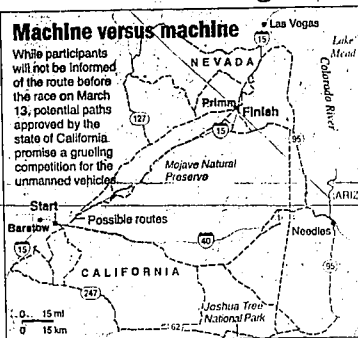 Machine versus machine
While participants
will not be informed
of the route before
the race on March
13, potential paths
approved by the
state of California
promise a grueling
competition for the
unmanned vehicles.
Las Vegas
15
Lake
Mead
NEVADA
Colorado River
127
Primm
Finish
15
95
Mojave Natural
Preserve
ARIZ
Start
Possible routes
Barstow
15
40
Needles
CALIFORNIA
95
247
Joshua Tree
National Park
0 15 mi
0 15 km
62